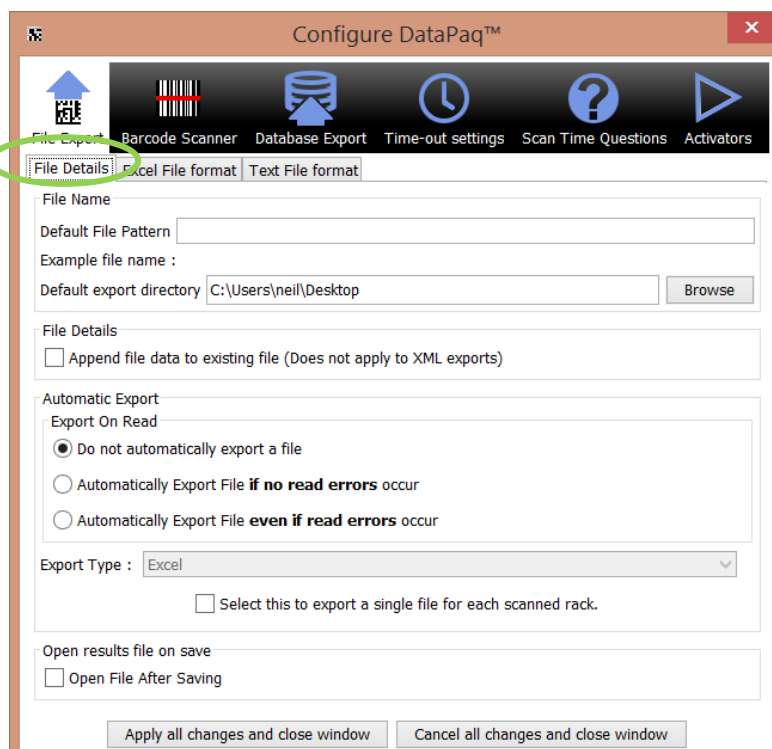 Configure DataPaq™
x
File Export Barcode Scanner Database Export Time-out settings Scan Time Questions Activators
File Details Excel File format Text File format
File Name
Default File Pattern
Example file name :
Default export directory C:\Users\neil\Desktop Browse
File Details
Append file data to existing file (Does not apply to XML exports)
Automatic Export
Export On Read
Do not automatically export a file
Automatically Export File if no read errors occur
Automatically Export File even if read errors occur
Export Type : Excel
Select this to export a single file for each scanned rack.
Open results file on save
Open File After Saving
Apply all changes and close window Cancel all changes and close window